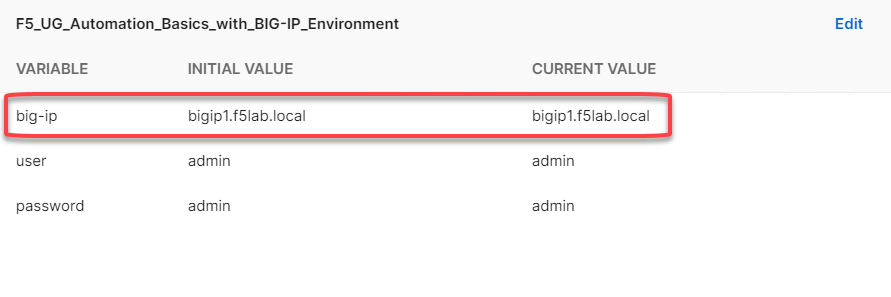 F5_UG_Automation_Basics_with_BIG-IP_Environment Edit
VARIABLE INITIAL VALUE CURRENT VALUE
big-ip bigip1.f5lab.local bigip1.f5lab.local
user admin admin
password admin admin